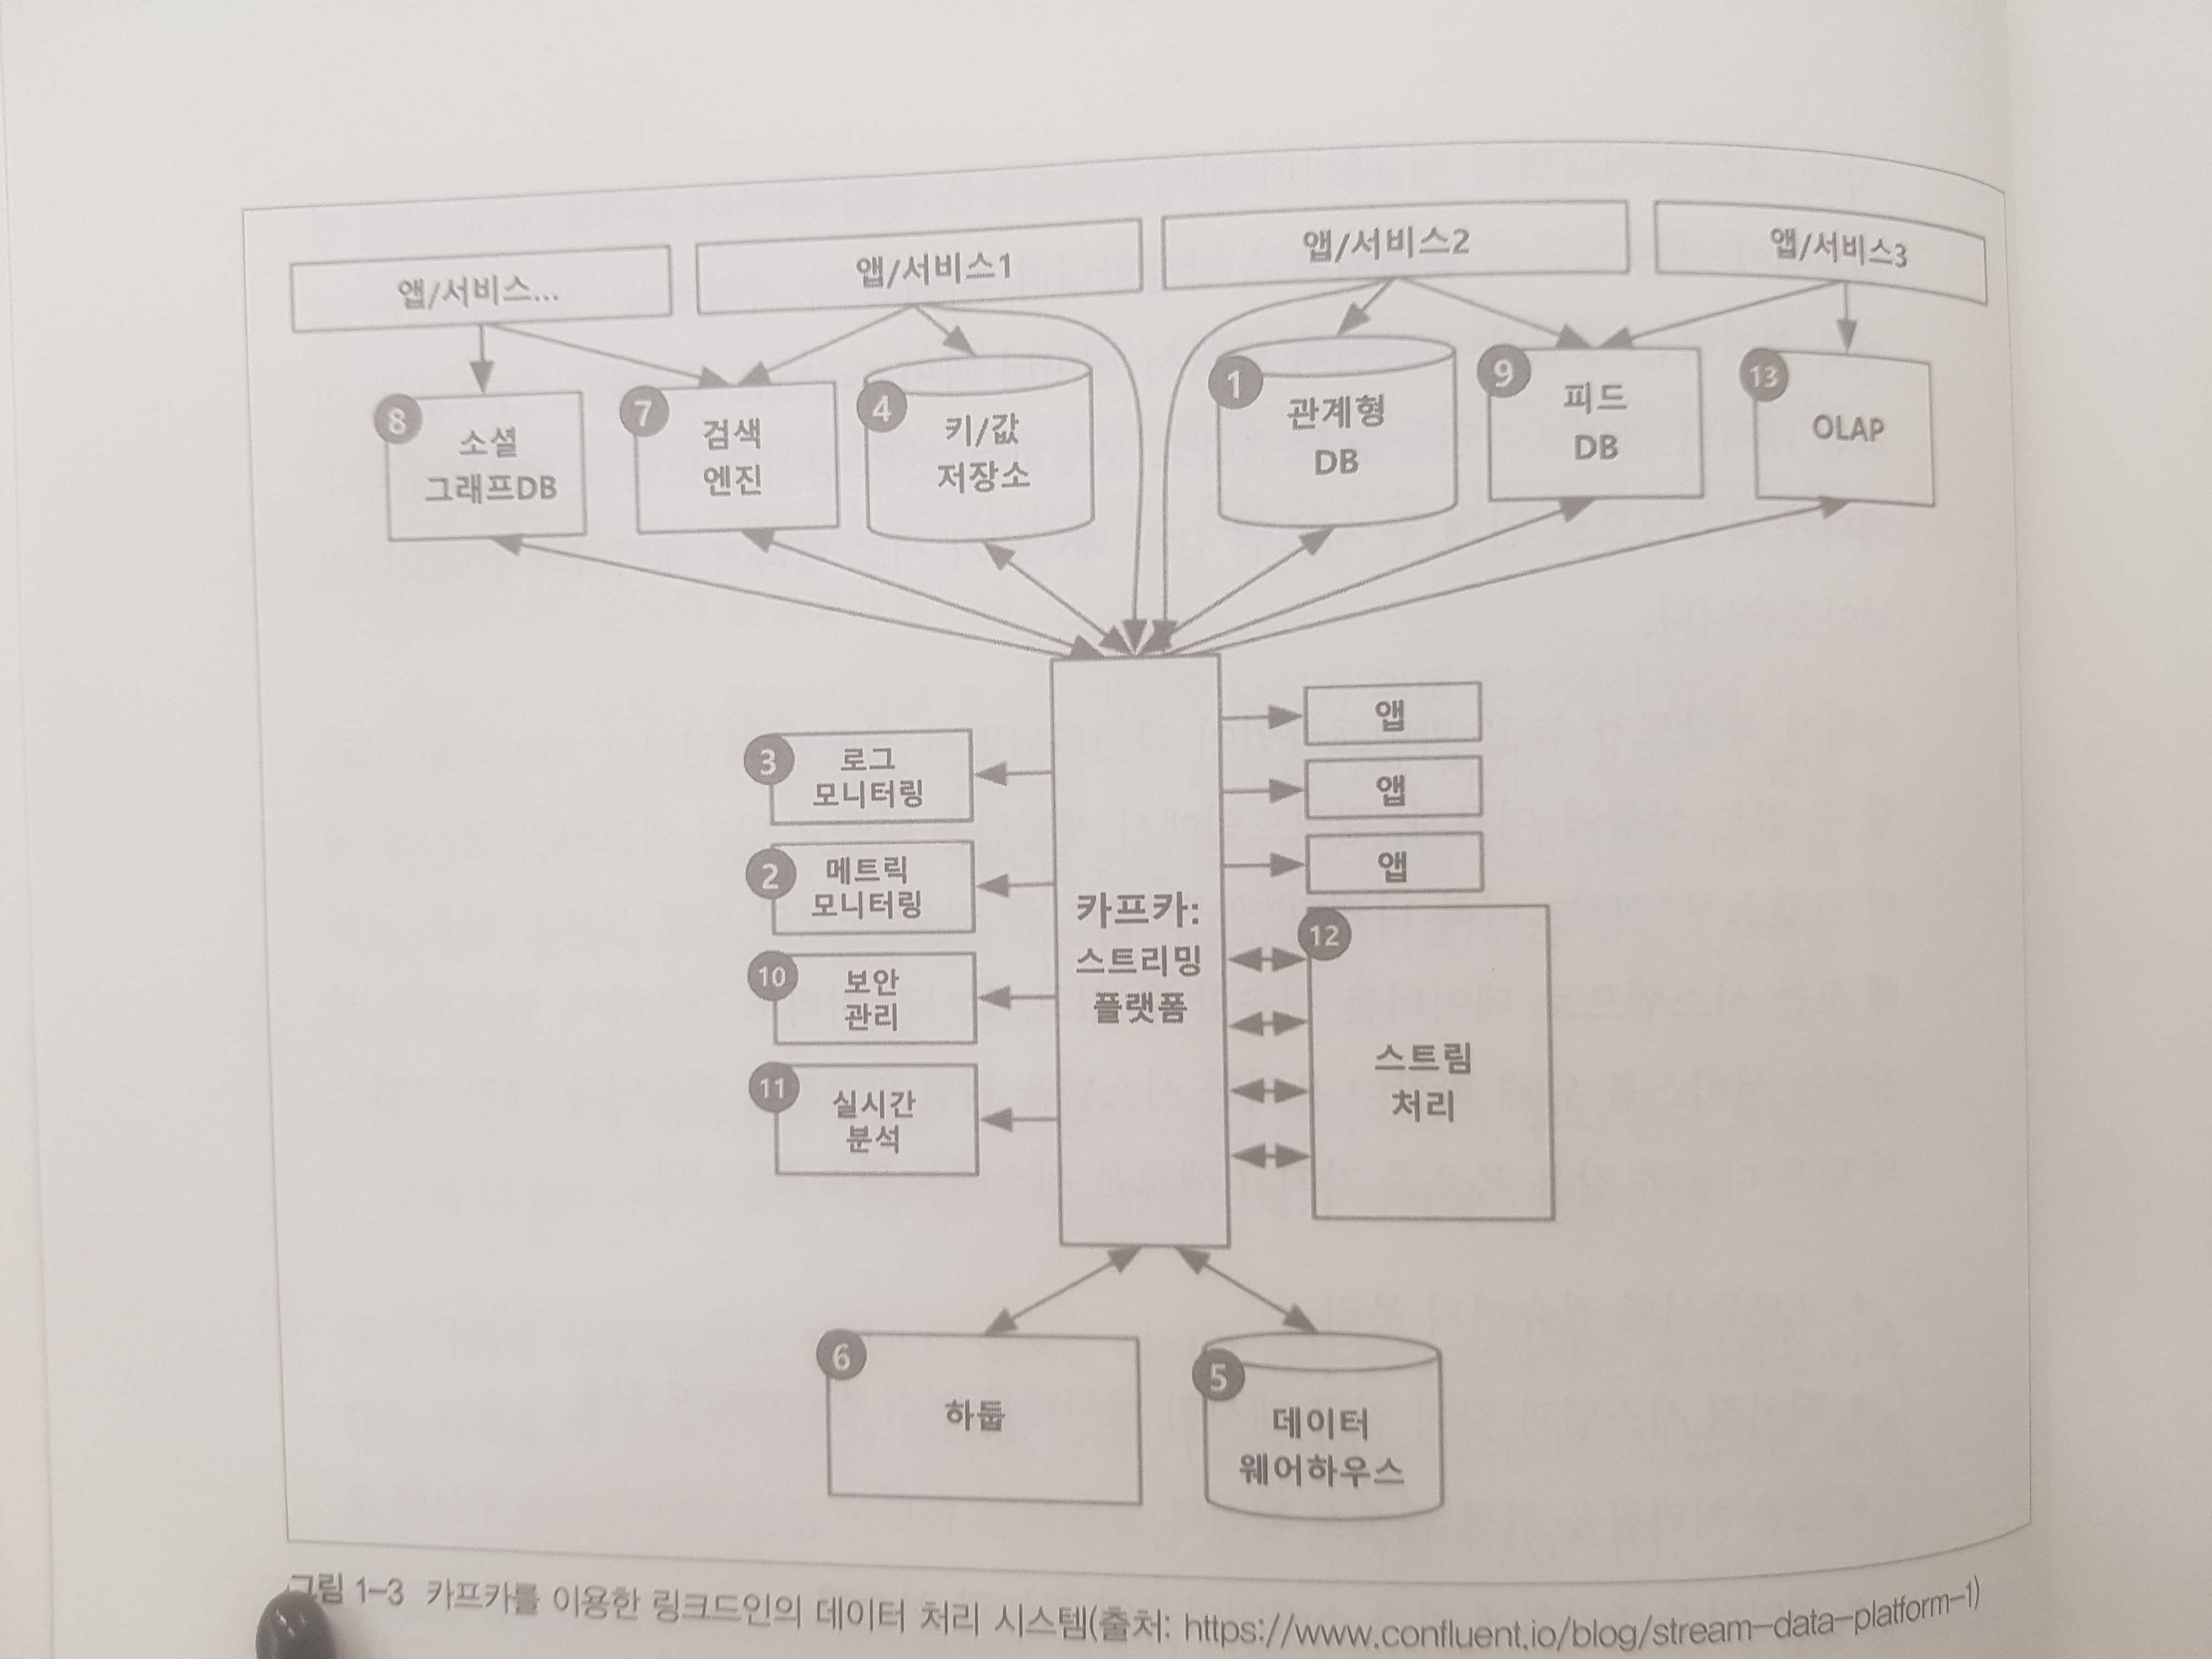 앱/서비스...
앱/서비스1
앱/서비스2
앱/서비스3
8
소셜
그래프DB
7
검색
엔진
4
키/값
저장소
1
관계형
DB
9
피드
DB
13
OLAP
3
로그
모니터링
2
메트릭
모니터링
10
보안
관리
11
실시간
분석
카프카:
스트리밍
플랫폼
앱
앱
앱
12
스트림
처리
6
하둡
5
데이터
웨어하우스
그림 1-3 카프카를 이용한 링크드인의 데이터 처리 시스템(출처: https://www.confluent.io/blog/stream-data-platform-1)